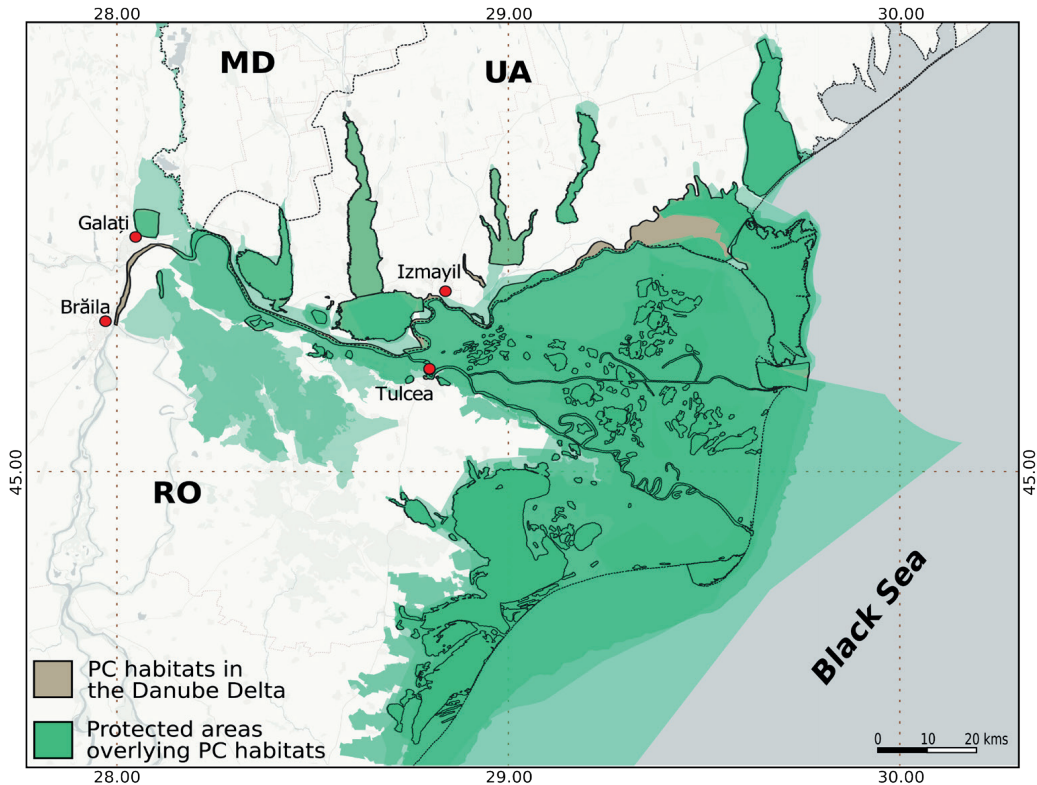 28.00 29.00 30.00
MD
UA
Galați
Izmayil
Brăila
Tulcea
45.00
45.00
RO
Black Sea
PC habitats in
the Danube Delta
Protected areas
overlying PC habitats
0 10 20 kms
28.00 29.00 30.00